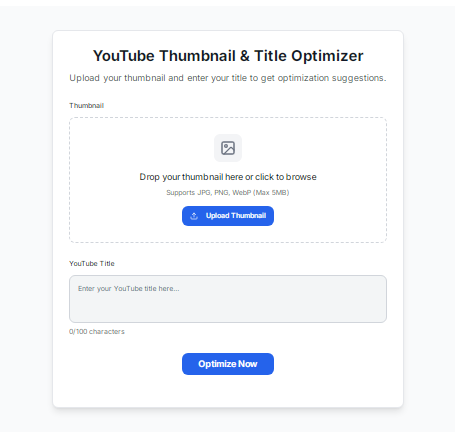 YouTube Thumbnail & Title Optimizer
Upload your thumbnail and enter your title to get optimization suggestions.
Thumbnail
Drop your thumbnail here or click to browse
Supports JPG, PNG, WebP (Max 5MB)
Upload Thumbnail
YouTube Title
Enter your YouTube title here...
0/100 characters
Optimize Now